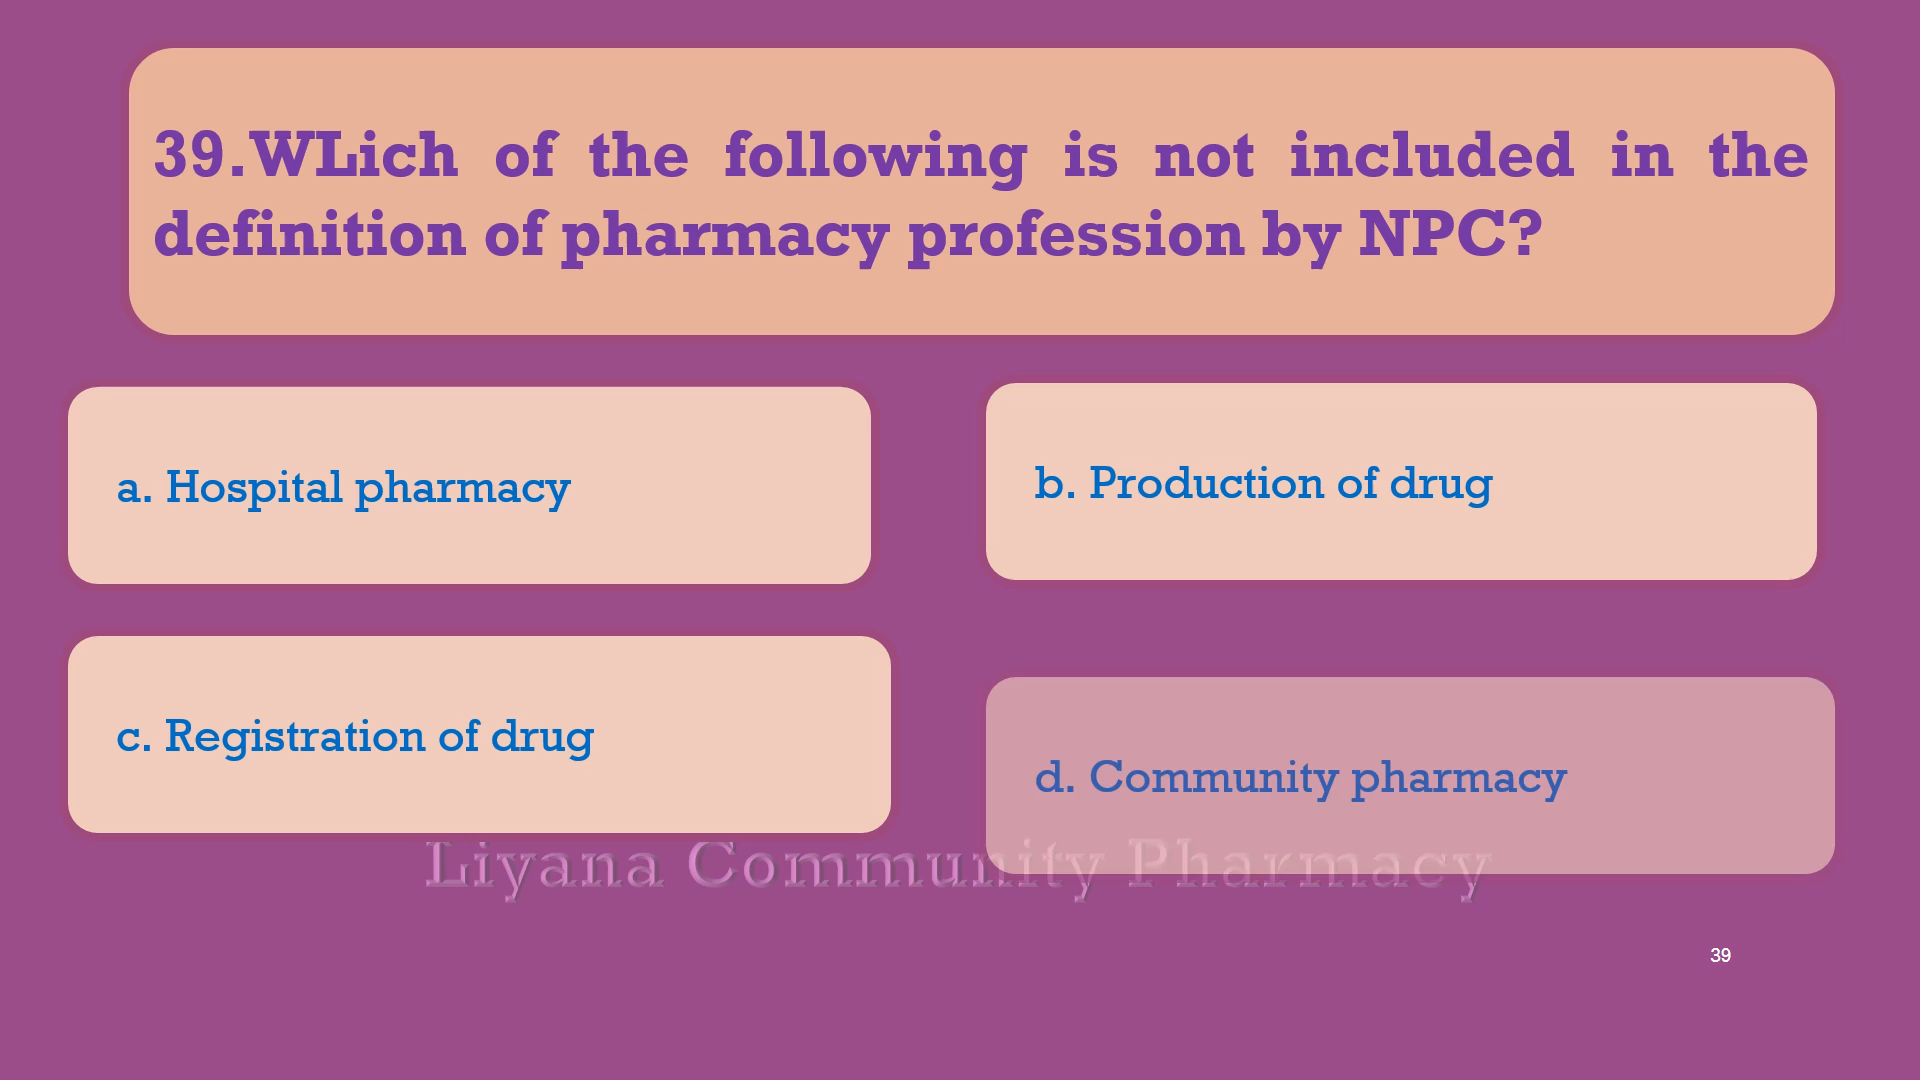 39.WLich of the following is not included in the
definition of pharmacy profession by NPC?
a. Hospital pharmacy
b. Production of drug
c. Registration of drug
d. Community pharmacy
Liyana Community Pharmacy
39